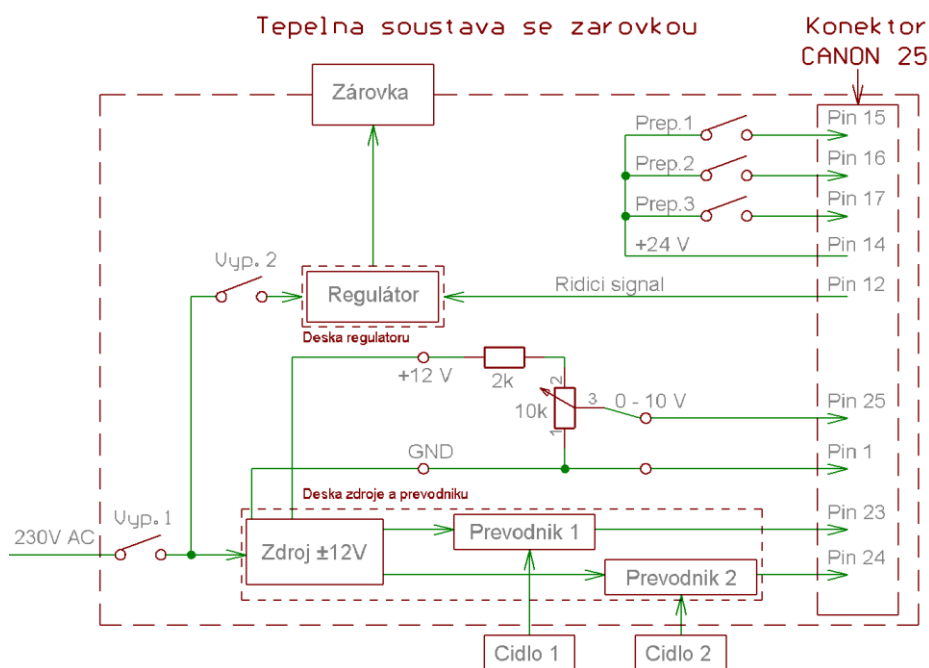 Tepelna soustava se zarovkou
Konektor
CANON 25
Zárovka
Prep.1
Pin 15
Prep.2
Pin 16
Prep.3
Pin 17
+24 V
Pin 14
Vyp. 2
Regulátor
Ridici signal
Pin 12
Deska regulatoru
+12 V
2k
2
10k
3
0 - 10 V
Pin 25
1
GND
Pin 1
Deska zdroje a prevodniku
230V AC
Vyp. 1
Zdroj ±12V
Prevodnik 1
Pin 23
Prevodnik 2
Pin 24
Cidlo 1
Cidlo 2